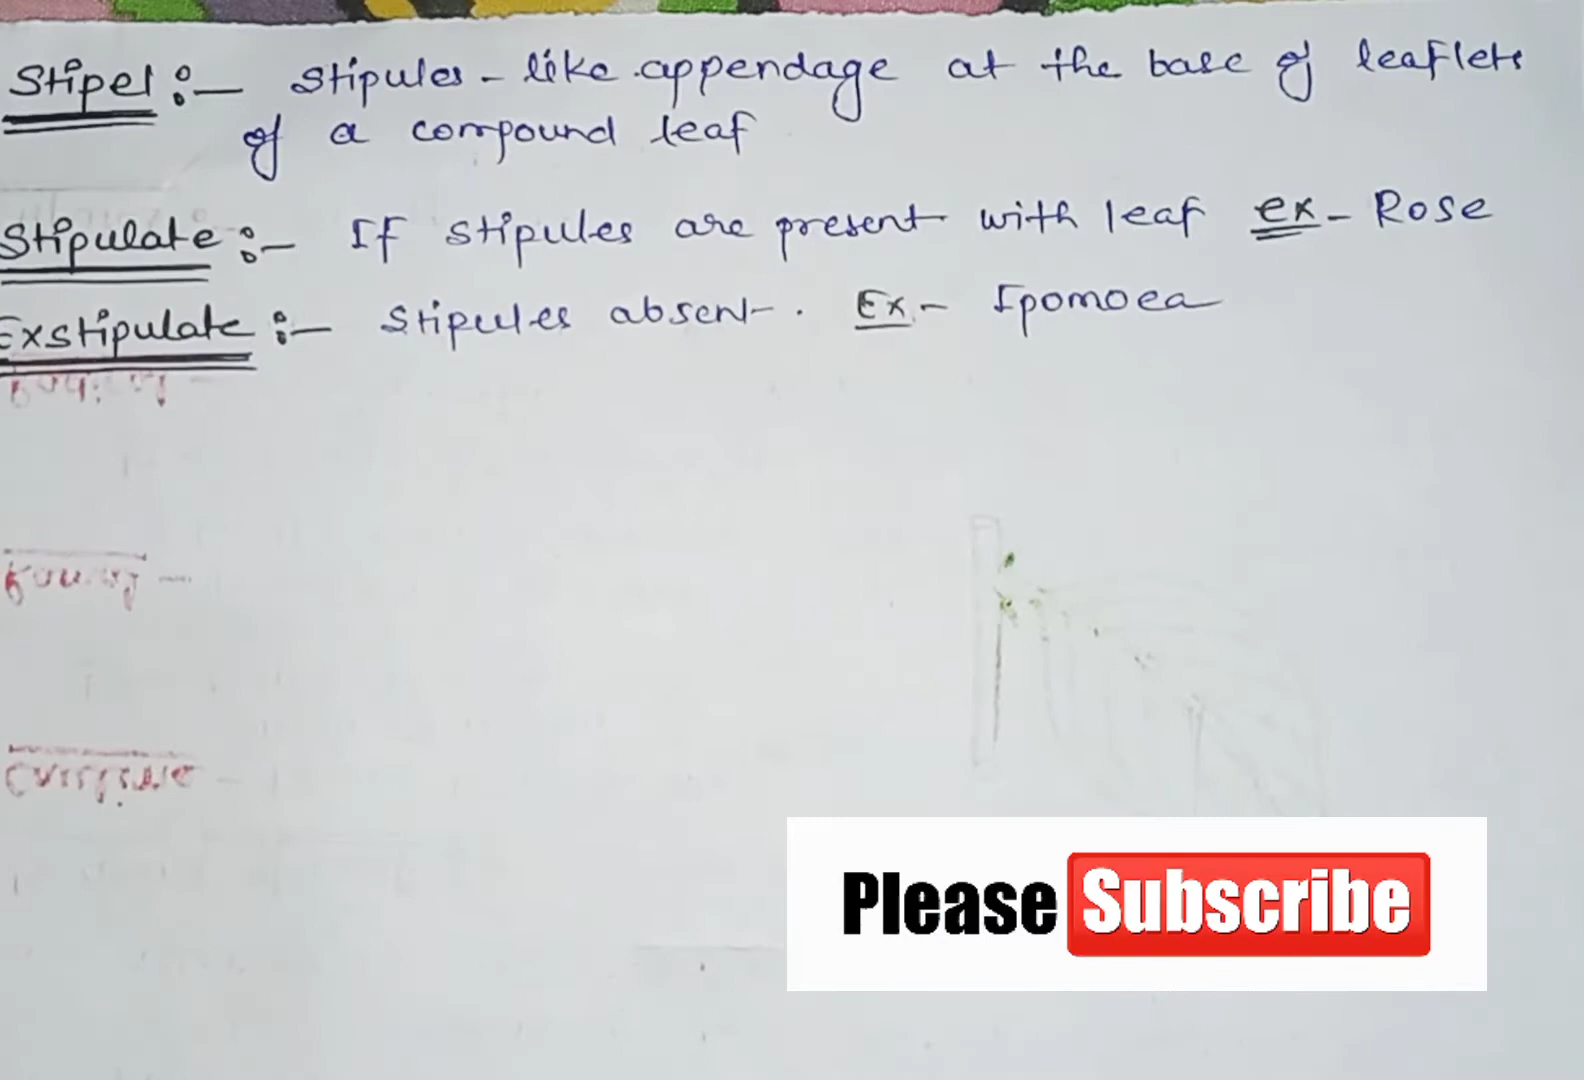 Stipel :- Stipules - like appendage at the base of leaflets
of a compound leaf
Stipulate :- If stipules are present with leaf ex - Rose
Exstipulate :- Stipules absent. Ex - Ipomoea
Please Subscribe